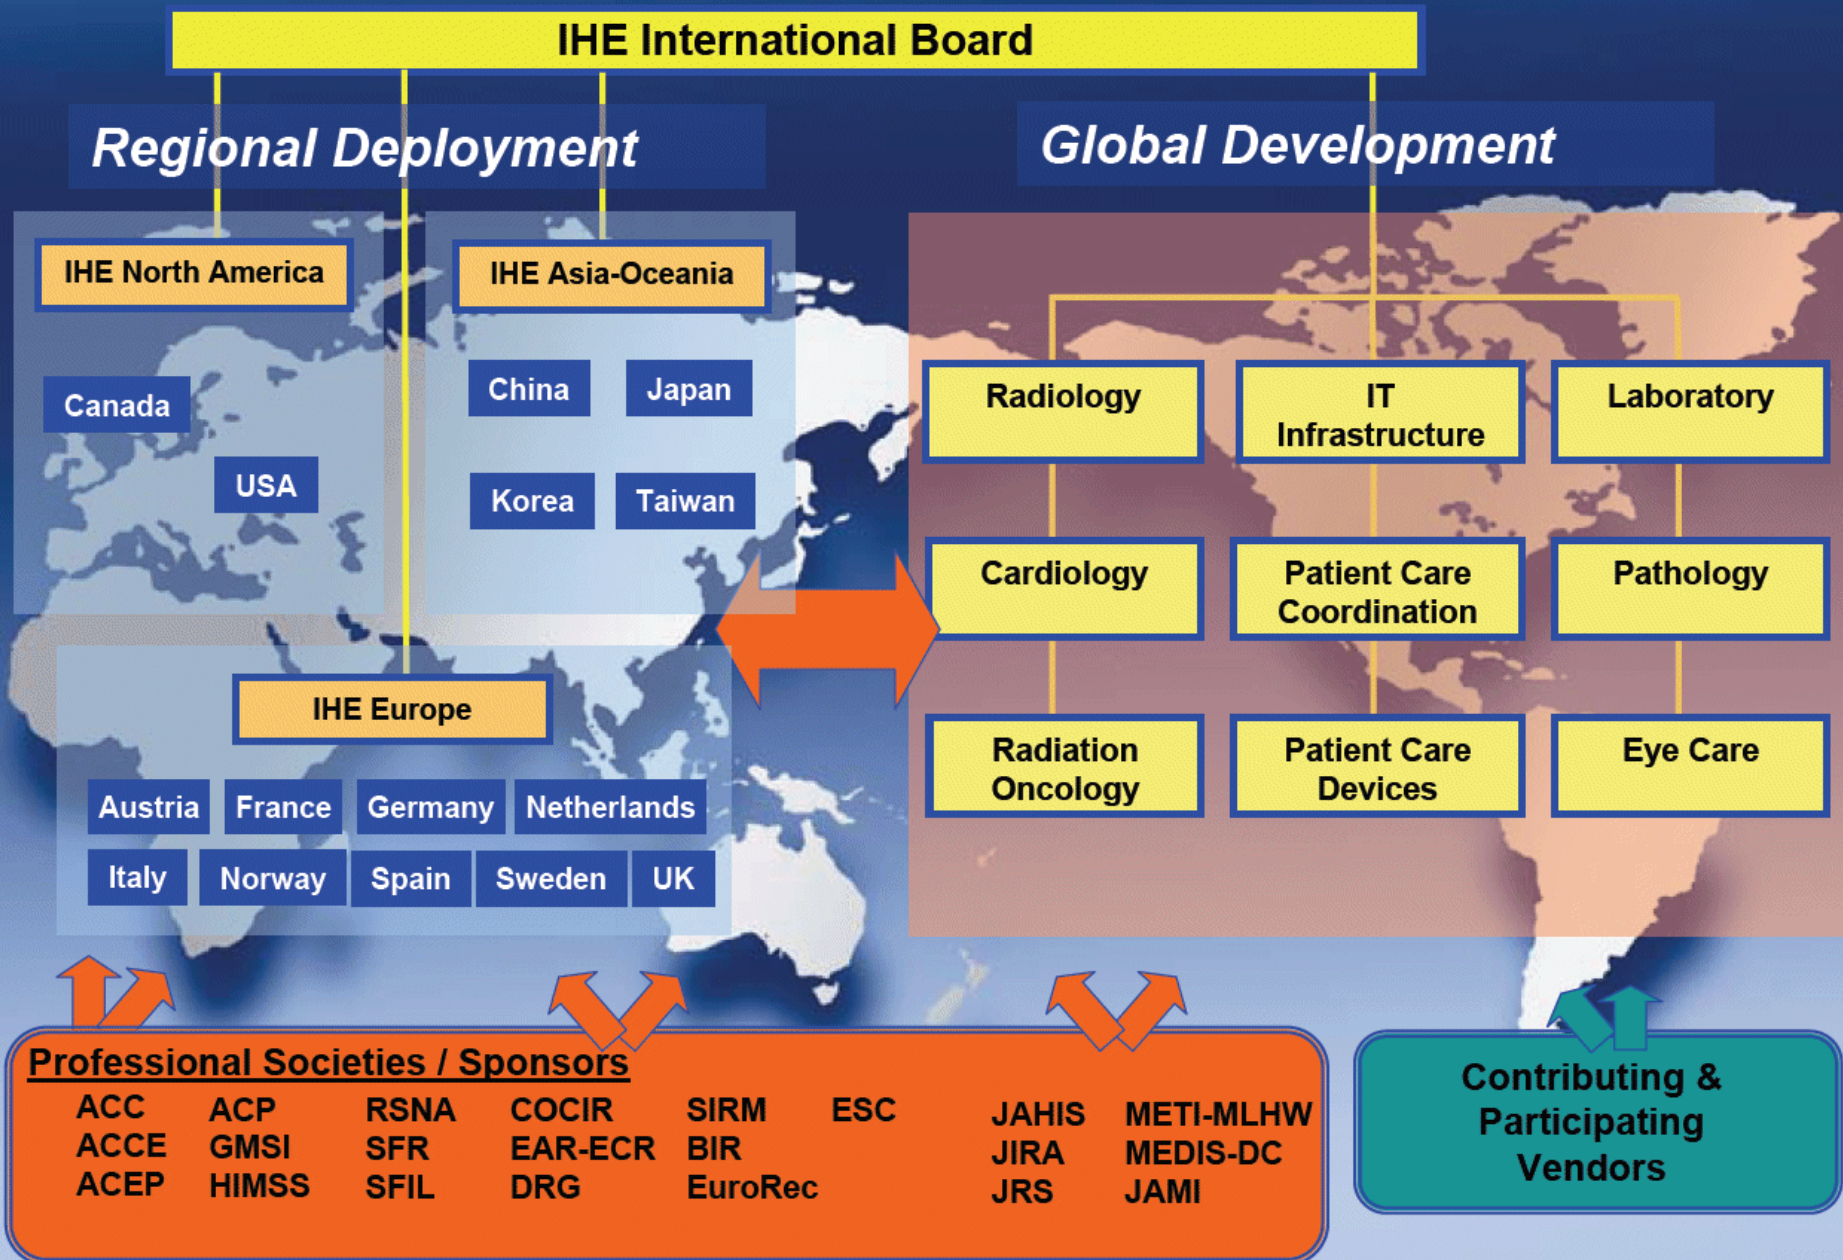 IHE International Board
Regional Deployment
Global Development
IHE North America
IHE Asia-Oceania
Canada
USA
China
Japan
Korea
Taiwan
IHE Europe
Austria
France
Germany
Netherlands
Italy
Norway
Spain
Sweden
UK
Radiology
IT
Infrastructure
Laboratory
Cardiology
Patient Care
Coordination
Pathology
Radiation
Oncology
Patient Care
Devices
Eye Care
Professional Societies / Sponsors
ACC ACP RSNA COCIR SIRM ESC JAHIS METI-MLHW
ACCE GMSI SFR EAR-ECR BIR JIRA MEDIS-DC
ACEP HIMSS SFIL DRG EuroRec JRS JAMI
Contributing &
Participating
Vendors